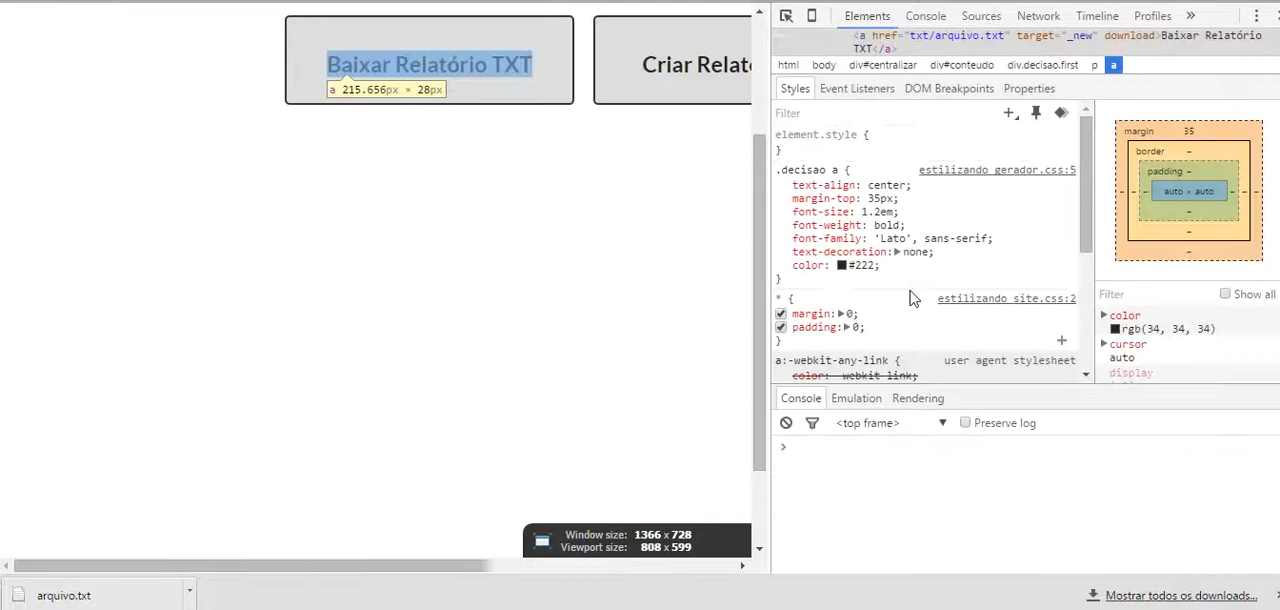 Baixar Relatório TXT
a 215.656px × 28px
Criar Relato
Window size: 1366 x 728
Viewport size: 808 x 599
Elements Console Sources Network Timeline Profiles »
<a href="txt/arquivo.txt" target="_new" download>Baixar Relatório
TXT</a>
html body div#centralizar div#conteudo div.decisao.first p a
Styles Event Listeners DOM Breakpoints Properties
Filter
element.style {
}
.decisao a { estilizando_gerador.css:5
text-align: center;
margin-top: 35px;
font-size: 1.2em;
font-weight: bold;
font-family: 'Lato', sans-serif;
text-decoration: none;
color: #222;
}
* { estilizando_site.css:2
margin: 0;
padding: 0;
}
a:-webkit-any-link { user agent stylesheet
color: -webkit-link;
margin 35
border -
padding -
- - - auto × auto - - -
-
-
-
Filter Show all
color
rgb(34, 34, 34)
cursor
auto
display
Console Emulation Rendering
<top frame> ▼ Preserve log
>
arquivo.txt
Mostrar todos os downloads...